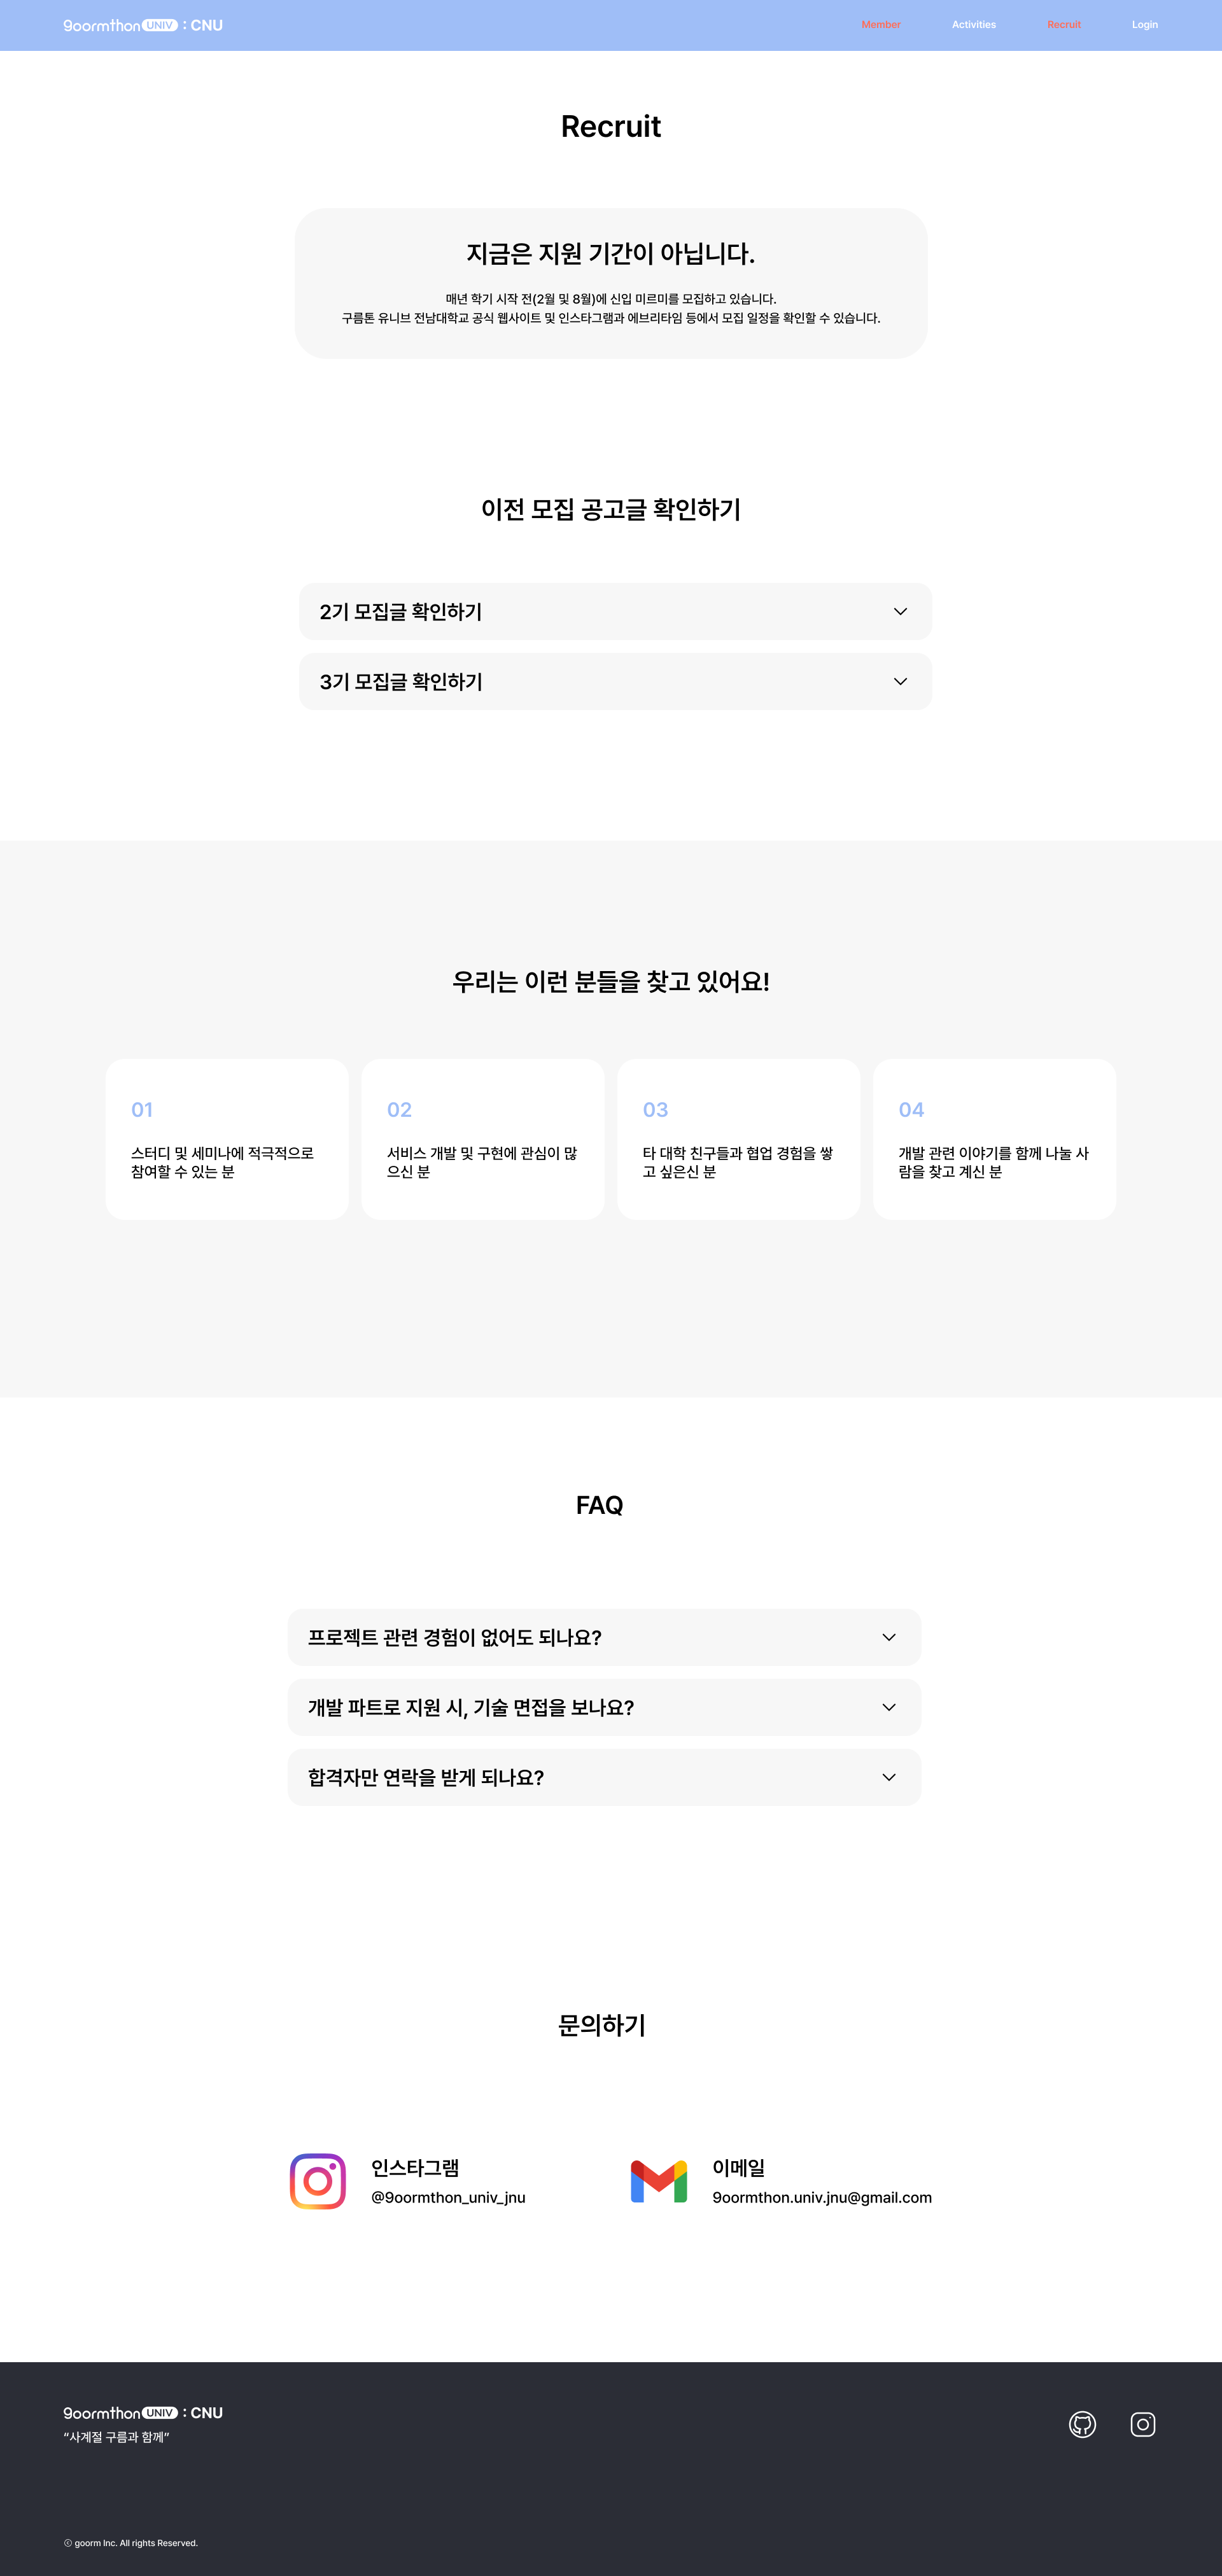 9oormthon UNIV : CNU
Member Activities Recruit Login
Recruit
지금은 지원 기간이 아닙니다.
매년 학기 시작 전(2월 및 8월)에 신입 미르미를 모집하고 있습니다.
구름톤 유니브 전남대학교 공식 웹사이트 및 인스타그램과 에브리타임 등에서 모집 일정을 확인할 수 있습니다.
이전 모집 공고글 확인하기
2기 모집글 확인하기
3기 모집글 확인하기
우리는 이런 분들을 찾고 있어요!
01
스터디 및 세미나에 적극적으로
참여할 수 있는 분
02
서비스 개발 및 구현에 관심이 많
으신 분
03
타 대학 친구들과 협업 경험을 쌓
고 싶은신 분
04
개발 관련 이야기를 함께 나눌 사
람을 찾고 계신 분
FAQ
프로젝트 관련 경험이 없어도 되나요?
개발 파트로 지원 시, 기술 면접을 보나요?
합격자만 연락을 받게 되나요?
문의하기
인스타그램
@9oormthon_univ_jnu
이메일
9oormthon.univ.jnu@gmail.com
9oormthon UNIV : CNU
“사계절 구름과 함께”
ⓒ goorm Inc. All rights Reserved.